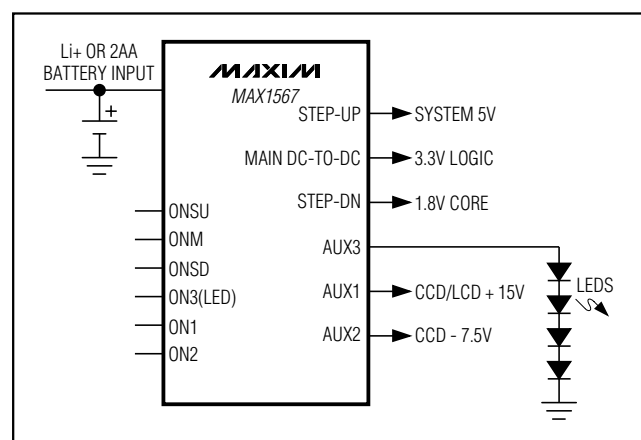 Li+ OR 2AA
BATTERY INPUT
+
MAXIM
MAX1567
STEP-UP
SYSTEM 5V
MAIN DC-TO-DC
3.3V LOGIC
STEP-DN
1.8V CORE
ONSU
ONM
ONSD
ON3(LED)
ON1
ON2
AUX3
AUX1
CCD/LCD + 15V
AUX2
CCD - 7.5V
LEDS